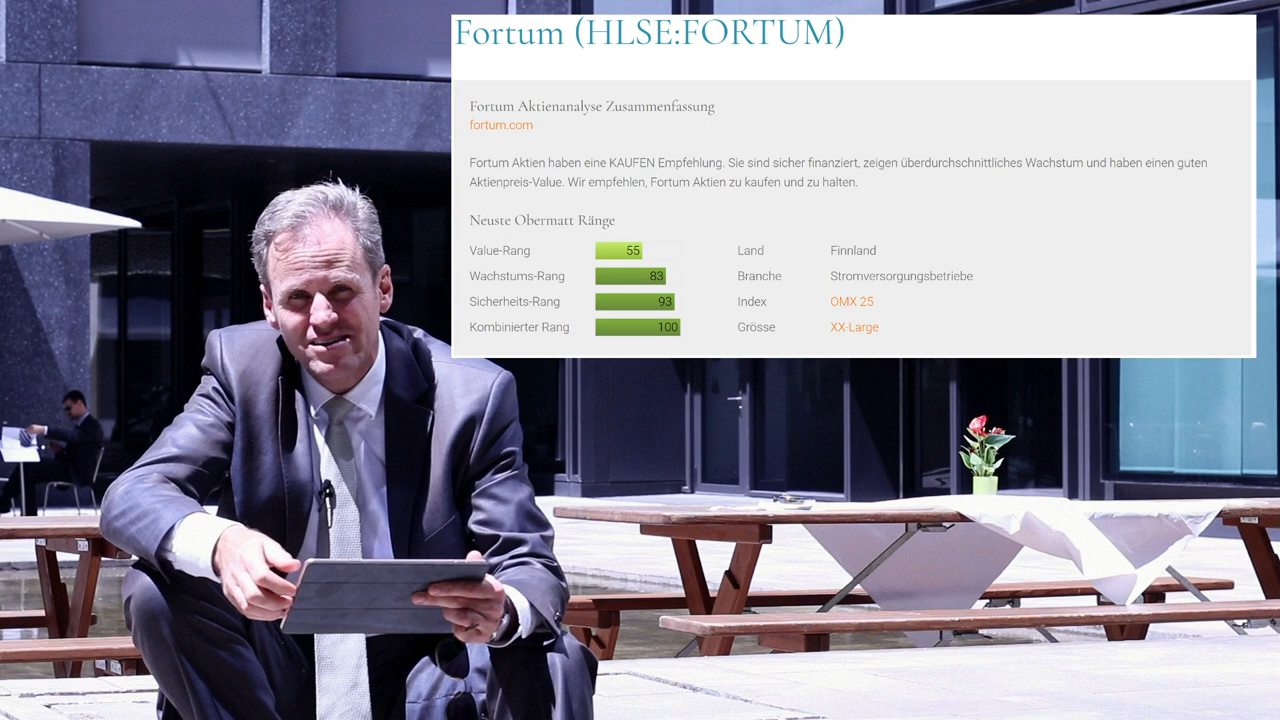 Fortum (HLSE:FORTUM)
Fortum Aktienanalyse Zusammenfassung
fortum.com
Fortum Aktien haben eine KAUFEN Empfehlung. Sie sind sicher finanziert, zeigen überdurchschnittliches Wachstum und haben einen guten
Aktienpreis-Value. Wir empfehlen, Fortum Aktien zu kaufen und zu halten.
Neuste Obermatt Ränge
Value-Rang 55 Land Finnland
Wachstums-Rang 83 Branche Stromversorgungsbetriebe
Sicherheits-Rang 93 Index OMX 25
Kombinierter Rang 100 Grösse XX-Large